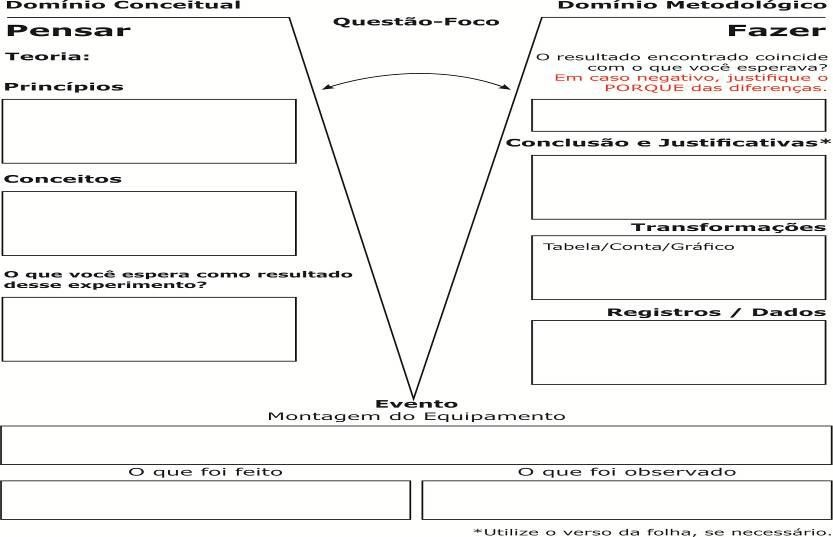 Domínio Conceitual
Pensar
Teoria:
Princípios
Conceitos
O que você espera como resultado
desse experimento?
Questão-Foco
Domínio Metodológico
Fazer
O resultado encontrado coincide
com o que você esperava?
Em caso negativo, justifique o
PORQUE das diferenças.
Conclusão e Justificativas*
Transformações
Tabela/Conta/Gráfico
Registros / Dados
Evento
Montagem do Equipamento
O que foi feito
O que foi observado
*Utilize o verso da folha, se necessário.